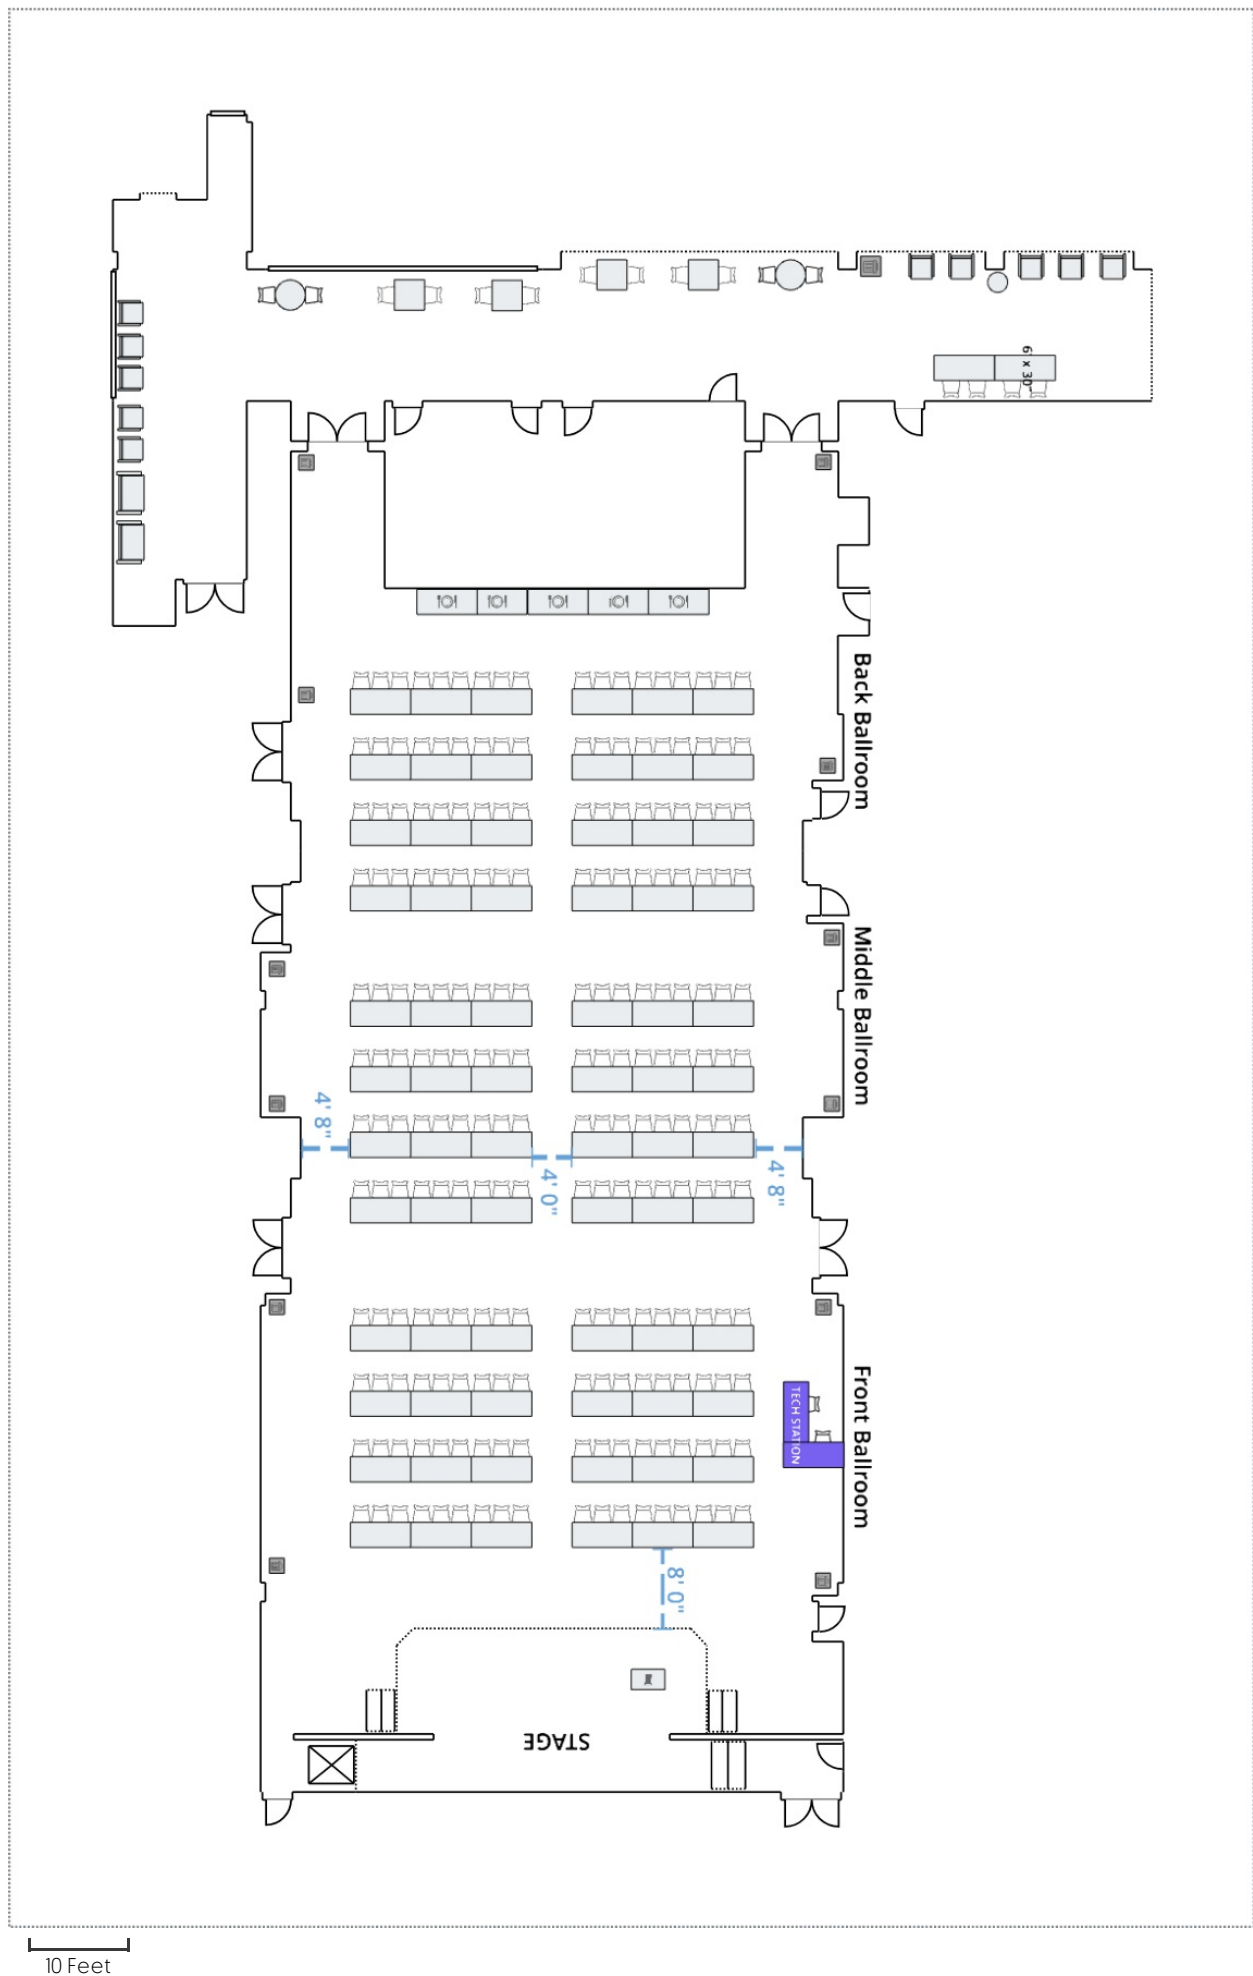 6' x 30"
Back Ballroom
Middle Ballroom
4' 8"
4' 0"
4' 8"
Front Ballroom
TECH STATION
8' 0"
STAGE
10 Feet